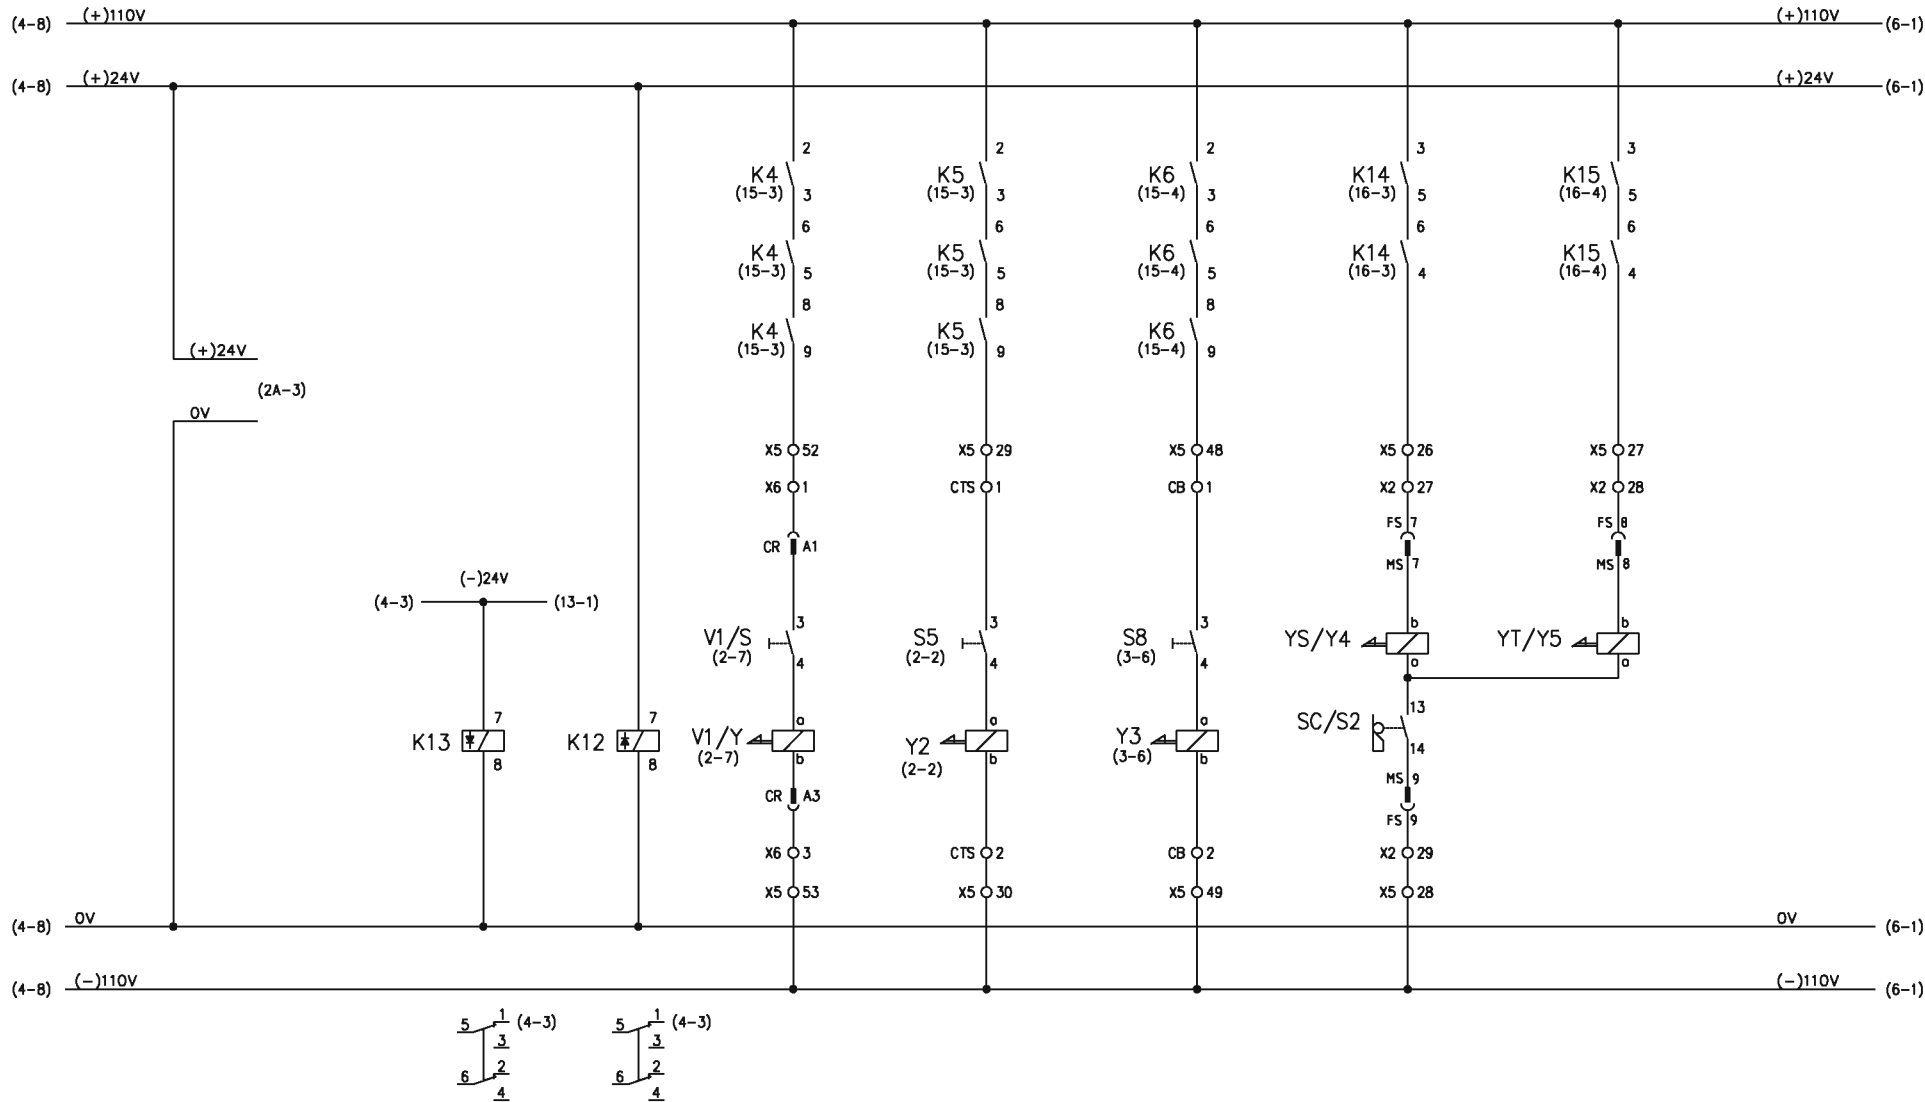 (4-8) (+)110V (+)110V (6-1)
(4-8) (+)24V (+)24V (6-1)
2 2 2 3 3
K4 K5 K6 K14 K15
(15-3) 3 (15-3) 3 (15-4) 3 (16-3) 5 (16-4) 5
6 6 6 6 6
K4 K5 K6 K14 K15
(15-3) 5 (15-3) 5 (15-4) 5 (16-3) 4 (16-4) 4
8 8 8
K4 K5 K6
(15-3) 9 (15-3) 9 (15-4) 9
(+)24V
(2A-3)
0V
X5 52 X5 29 X5 48 X5 26 X5 27
X6 1 CTS 1 CB 1 X2 27 X2 28
FS 7 FS 8
CR A1
MS 7 MS 8
(-)24V
(4-3) (13-1)
3 3 3 b b
V1/S S5 S8 YS/Y4 YT/Y5
(2-7) (2-2) (3-6)
4 4 4 a a
13
SC/S2
14
7 7 a a a
K13 K12 V1/Y Y2 Y3
(2-7) (2-2) (3-6)
8 8 b b b
MS 9
CR A3
FS 9
X6 3 CTS 2 CB 2 X2 29
X5 53 X5 30 X5 49 X5 28
(4-8) 0V 0V (6-1)
(4-8) (-)110V (-)110V (6-1)
5 1 (4-3) 5 1 (4-3)
3 3
6 2 6 2
4 4